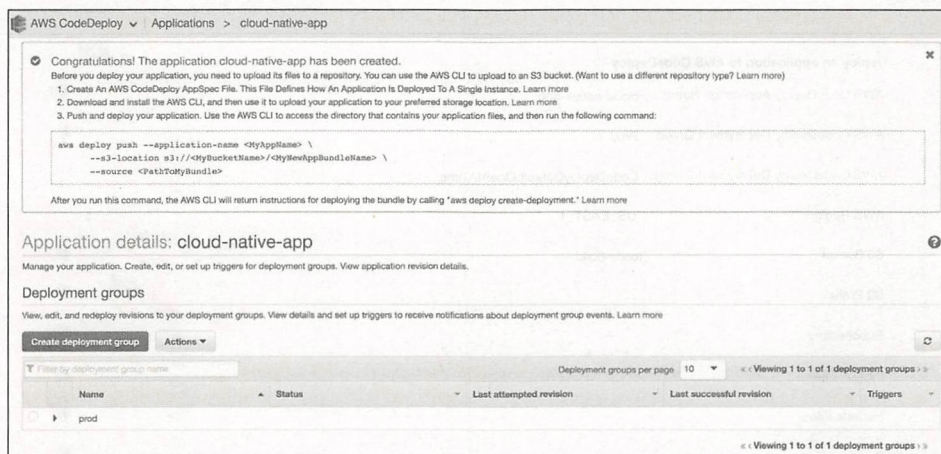 AWS CodeDeploy Applications > cloud-native-app
Congratulations! The application cloud-native-app has been created.
Before you deploy your application, you need to upload its files to a repository. You can use the AWS CLI to upload to an S3 bucket. (Want to use a different repository type? Learn more)
1. Create An AWS CodeDeploy AppSpec File. This File Defines How An Application Is Deployed To A Single Instance. Learn more
2. Download and install the AWS CLI, and then use it to upload your application to your preferred storage location. Learn more
3. Push and deploy your application. Use the AWS CLI to access the directory that contains your application files, and then run the following command:
aws deploy push --application-name <MyAppName> \
--s3-location s3://<MyBucketName>/<MyNewAppBundleName> \
--source <PathToMyBundle>
After you run this command, the AWS CLI will return instructions for deploying the bundle by calling "aws deploy create-deployment." Learn more
Application details: cloud-native-app
Manage your application. Create, edit, or set up triggers for deployment groups. View application revision details.
Deployment groups
View, edit, and redeploy revisions to your deployment groups. View details and set up triggers to receive notifications about deployment group events. Learn more
Create deployment group Actions
Filter by deployment group name Deployment groups per page 10 « ‹ Viewing 1 to 1 of 1 deployment groups › »
Name Status Last attempted revision Last successful revision Triggers
prod
« ‹ Viewing 1 to 1 of 1 deployment groups › »